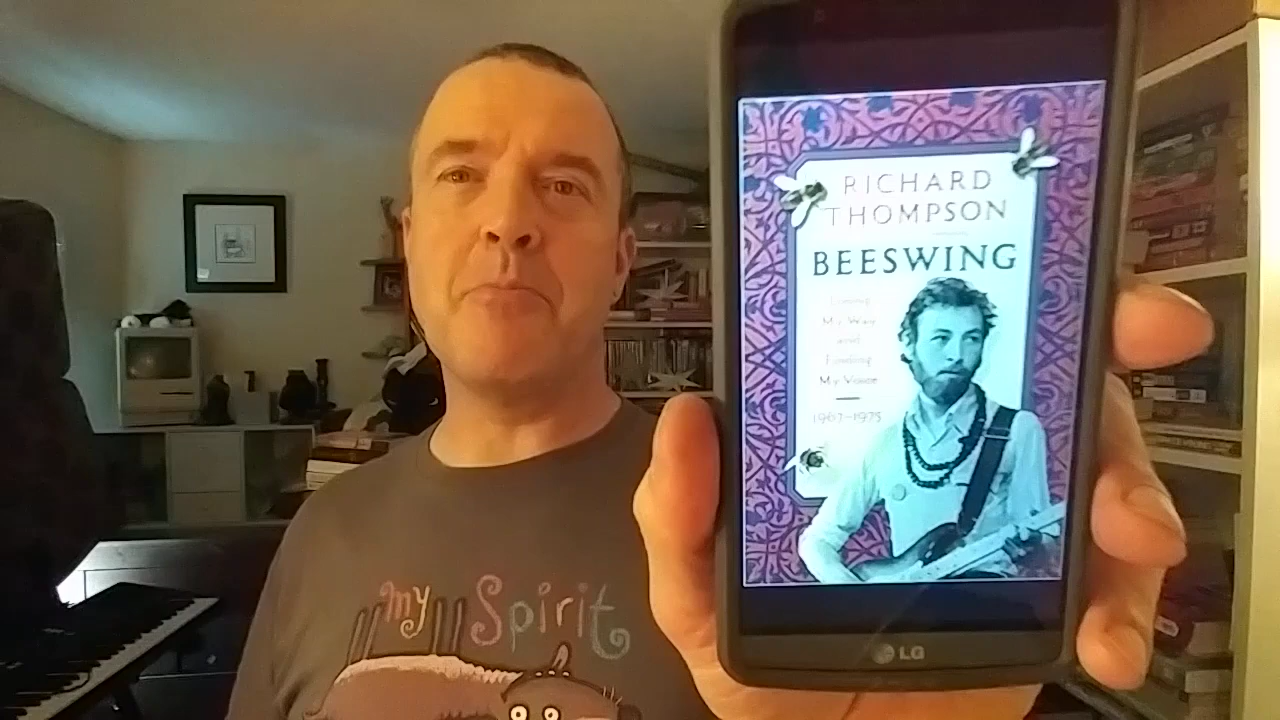 RICHARD
THOMPSON
BEESWING
Losing
My Way
and
Finding
My Voice
1967–1975
LG
my Spirit